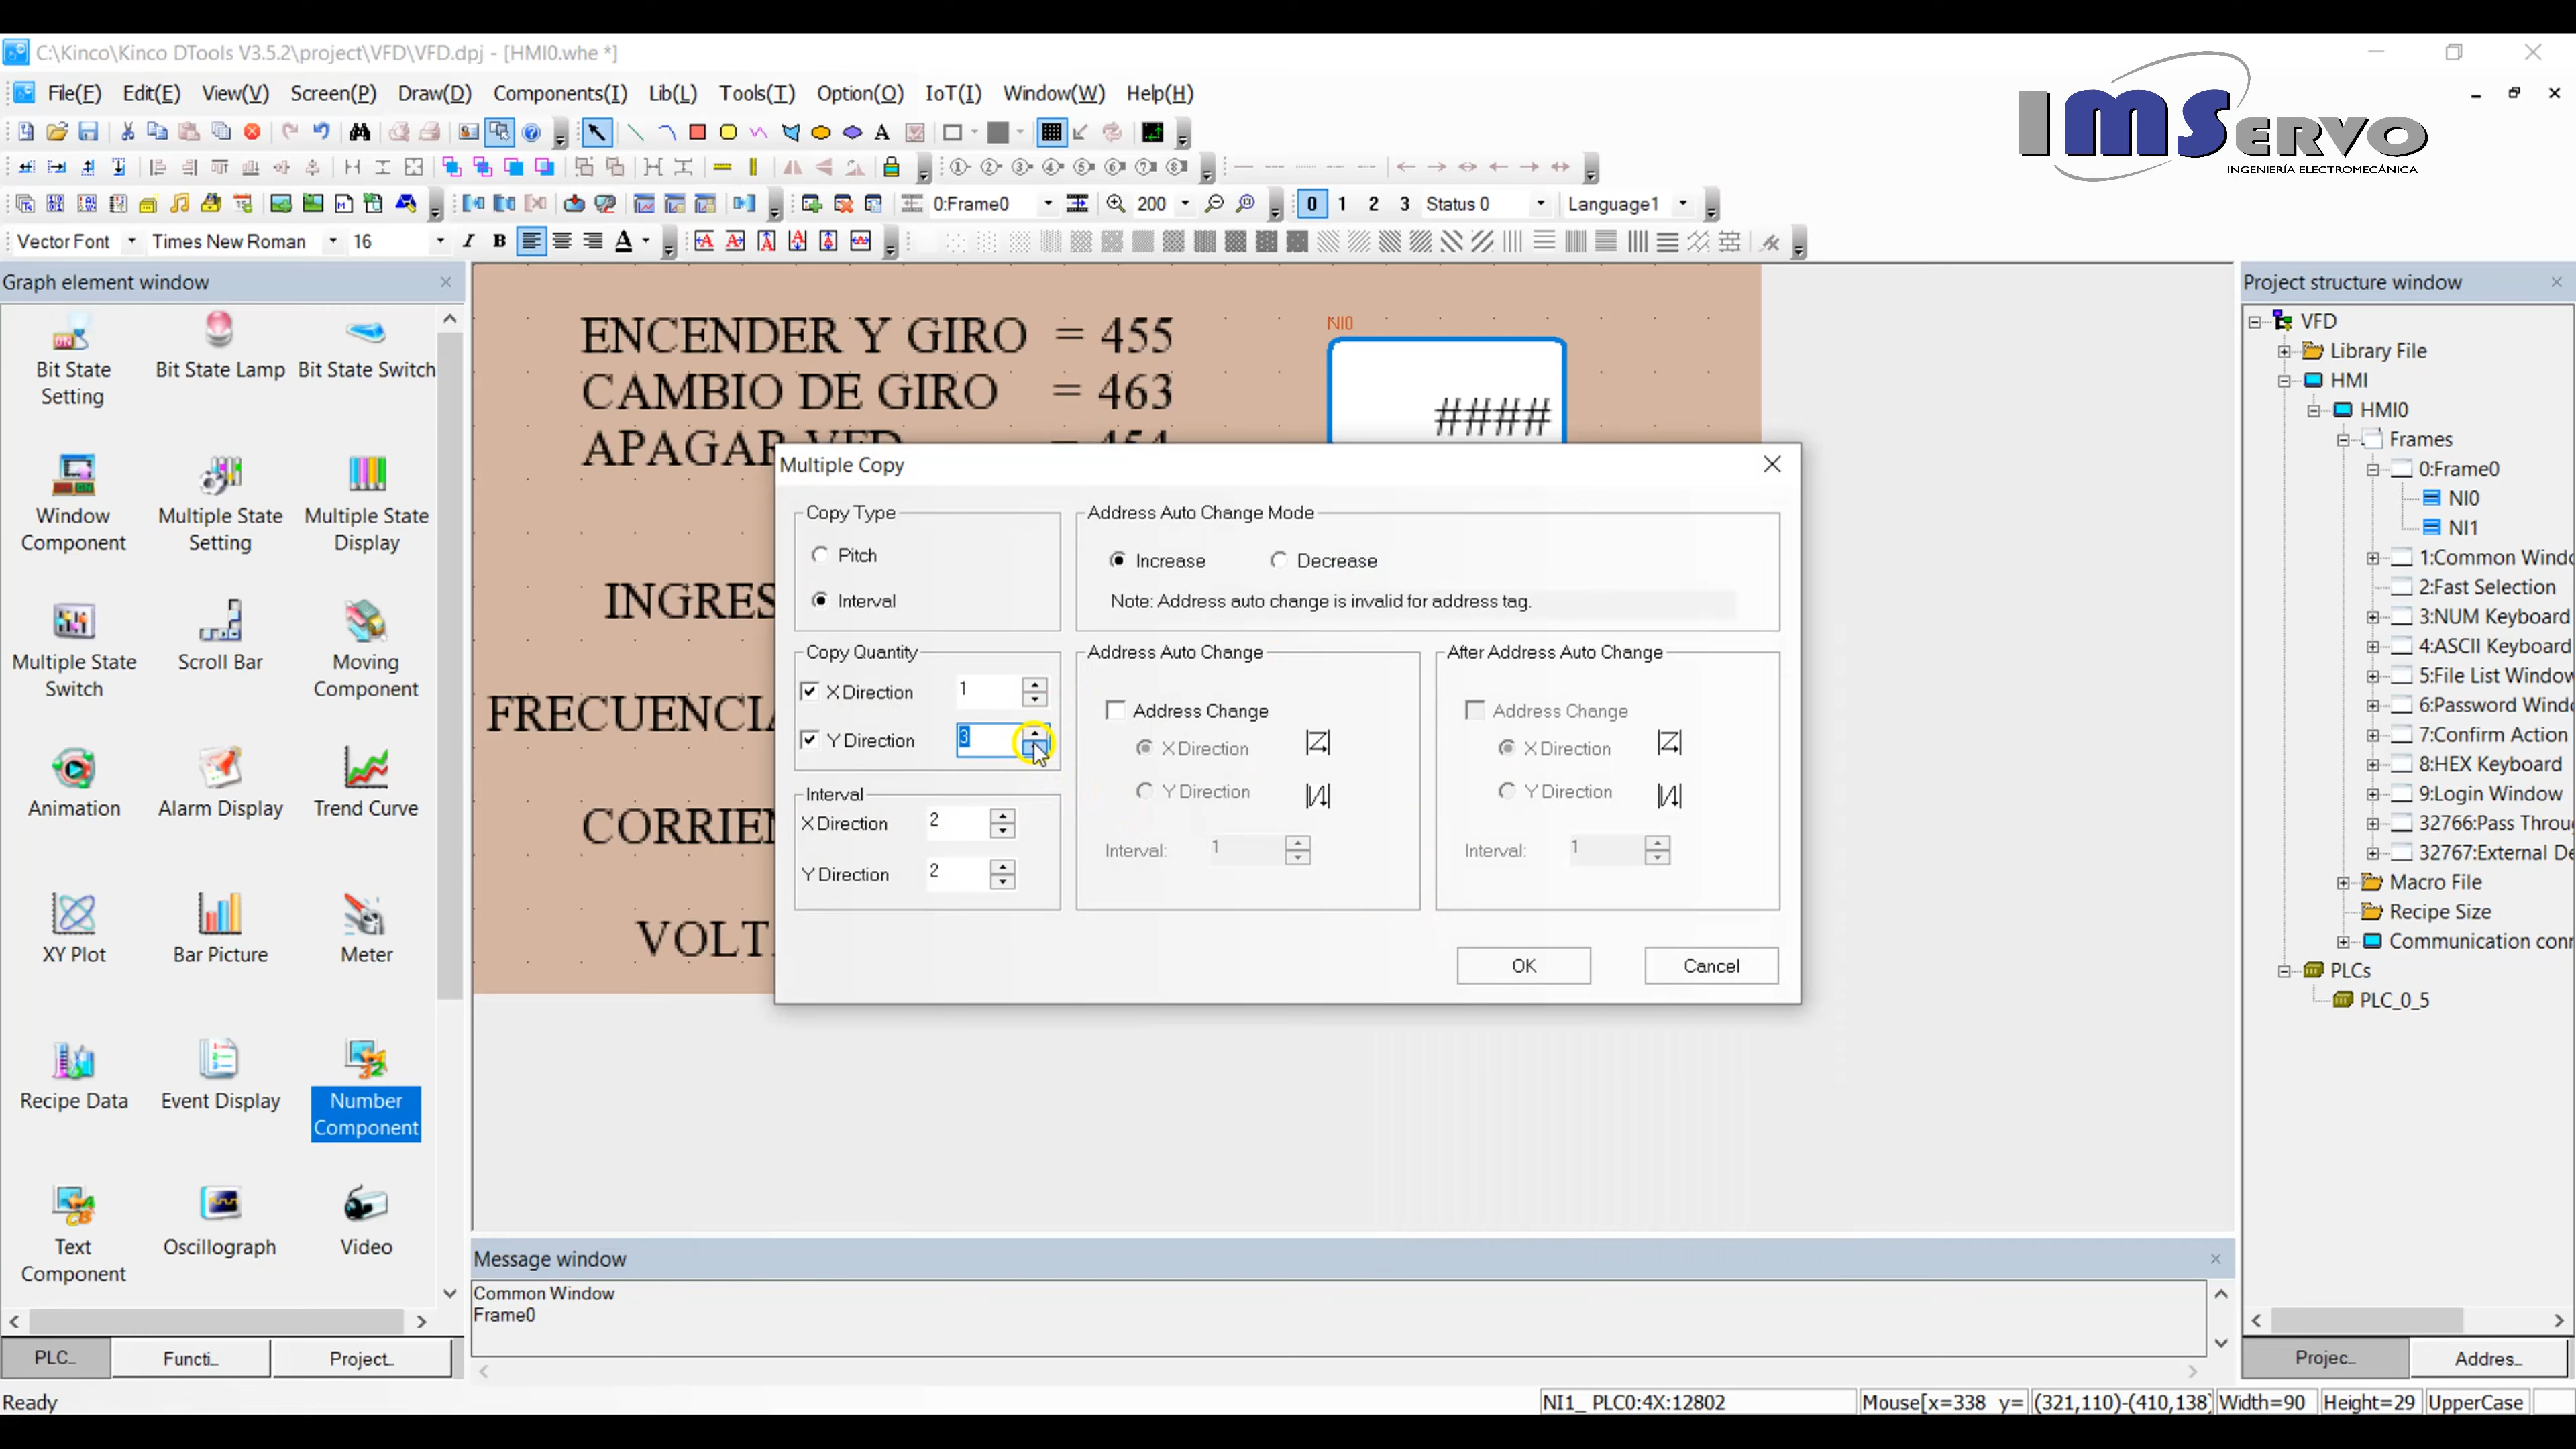 C:\Kinco\Kinco DTools V3.5.2\project\VFD\VFD.dpj - [HMI0.whe *]
File(F) Edit(E) View(V) Screen(P) Draw(D) Components(I) Lib(L) Tools(T) Option(O) IoT(I) Window(W) Help(H)
IMSERVO
INGENIERÍA ELECTROMECÁNICA
0:Frame0 200 0 1 2 3 Status 0 Language1
Vector Font Times New Roman 16
Graph element window
Bit State Setting
Bit State Lamp
Bit State Switch
Window Component
Multiple State Setting
Multiple State Display
Multiple State Switch
Scroll Bar
Moving Component
Animation
Alarm Display
Trend Curve
XY Plot
Bar Picture
Meter
Recipe Data
Event Display
Number Component
Text Component
Oscillograph
Video
PLC... Functi... Project...
ENCENDER Y GIRO = 455
CAMBIO DE GIRO = 463
APAGAR VFD = 454
NI0
####
INGRES
FRECUENCIA
CORRIEN
VOLT
Multiple Copy
Copy Type
Pitch
Interval
Address Auto Change Mode
Increase Decrease
Note: Address auto change is invalid for address tag.
Copy Quantity
X Direction 1
Y Direction 3
Interval
X Direction 2
Y Direction 2
Address Auto Change
Address Change
X Direction
Y Direction
Interval: 1
After Address Auto Change
Address Change
X Direction
Y Direction
Interval: 1
OK Cancel
Message window
Common Window
Frame0
Project structure window
VFD
Library File
HMI
HMI0
Frames
0:Frame0
NI0
NI1
1:Common Windo
2:Fast Selection
3:NUM Keyboard
4:ASCII Keyboard
5:File List Window
6:Password Windo
7:Confirm Action
8:HEX Keyboard
9:Login Window
32766:Pass Throu
32767:External De
Macro File
Recipe Size
Communication conn
PLCs
PLC_0_5
Projec... Addres...
Ready
NI1_ PLC0:4X:12802 Mouse[x=338 y= (321,110)-(410,138) Width=90 Height=29 UpperCase